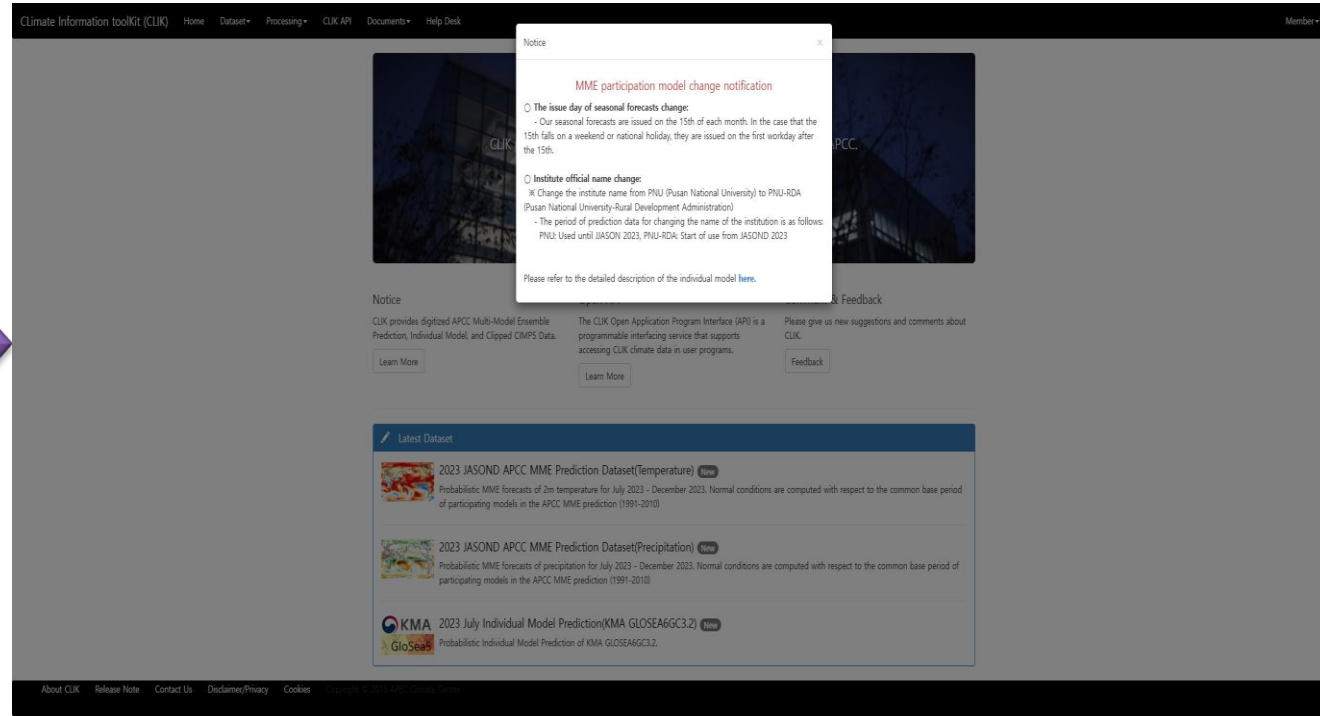 CLimate Information toolKit (CLIK) Home Dataset Processing CLIK API Documents Help Desk Member
Notice ×
MME participation model change notification
○ The issue day of seasonal forecasts change:
- Our seasonal forecasts are issued on the 15th of each month. In the case that the
15th falls on a weekend or national holiday, they are issued on the first workday after
the 15th.
○ Institute official name change:
※ Change the institute name from PNU (Pusan National University) to PNU-RDA
(Pusan National University-Rural Development Administration)
- The period of prediction data for changing the name of the institution is as follows:
PNU: Used until JJASON 2023, PNU-RDA: Start of use from JASOND 2023
Please refer to the detailed description of the individual model here.
CLIK
APCC.
Notice
CLIK provides digitized APCC Multi-Model Ensemble
Prediction, Individual Model, and Clipped CIMP5 Data.
Learn More
The CLIK Open Application Program Interface (API) is a
programmable interfacing service that supports
accessing CLIK climate data in user programs.
Learn More
& Feedback
Please give us new suggestions and comments about
CLIK.
Feedback
Latest Dataset
2023 JASOND APCC MME Prediction Dataset(Temperature) New
Probabilistic MME forecasts of 2m temperature for July 2023 - December 2023. Normal conditions are computed with respect to the common base period
of participating models in the APCC MME prediction (1991-2010)
2023 JASOND APCC MME Prediction Dataset(Precipitation) New
Probabilistic MME forecasts of precipitation for July 2023 - December 2023. Normal conditions are computed with respect to the common base period of
participating models in the APCC MME prediction (1991-2010)
KMA
GloSea5
2023 July Individual Model Prediction(KMA GLOSEA6GC3.2) New
Probabilistic Individual Model Prediction of KMA GLOSEA6GC3.2.
About CLIK Release Note Contact Us Disclaimer/Privacy Cookies